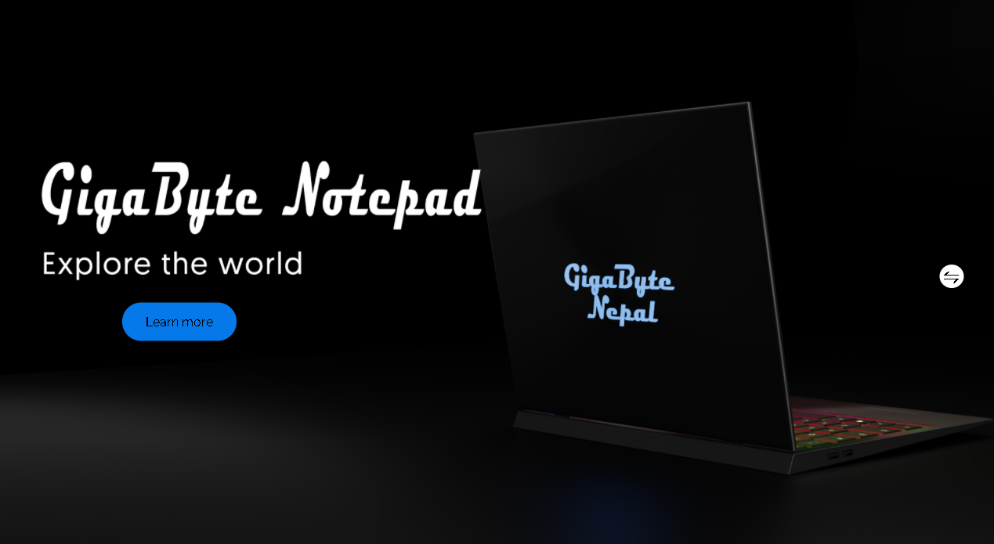 GigaByte Notepad
Explore the world
Learn more
GigaByte
Nepal